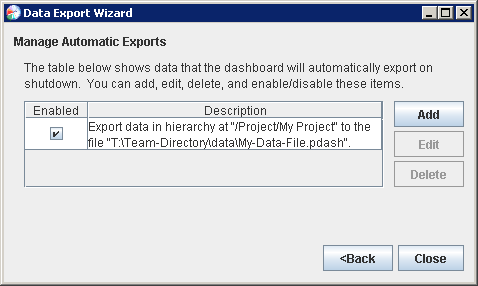 Data Export Wizard
Manage Automatic Exports
The table below shows data that the dashboard will automatically export on
shutdown.  You can add, edit, delete, and enable/disable these items.
Enabled Description
Export data in hierarchy at "/Project/My Project" to the
file "T:\Team-Directory\data\My-Data-File.pdash".
Add
Edit
Delete
<Back Close